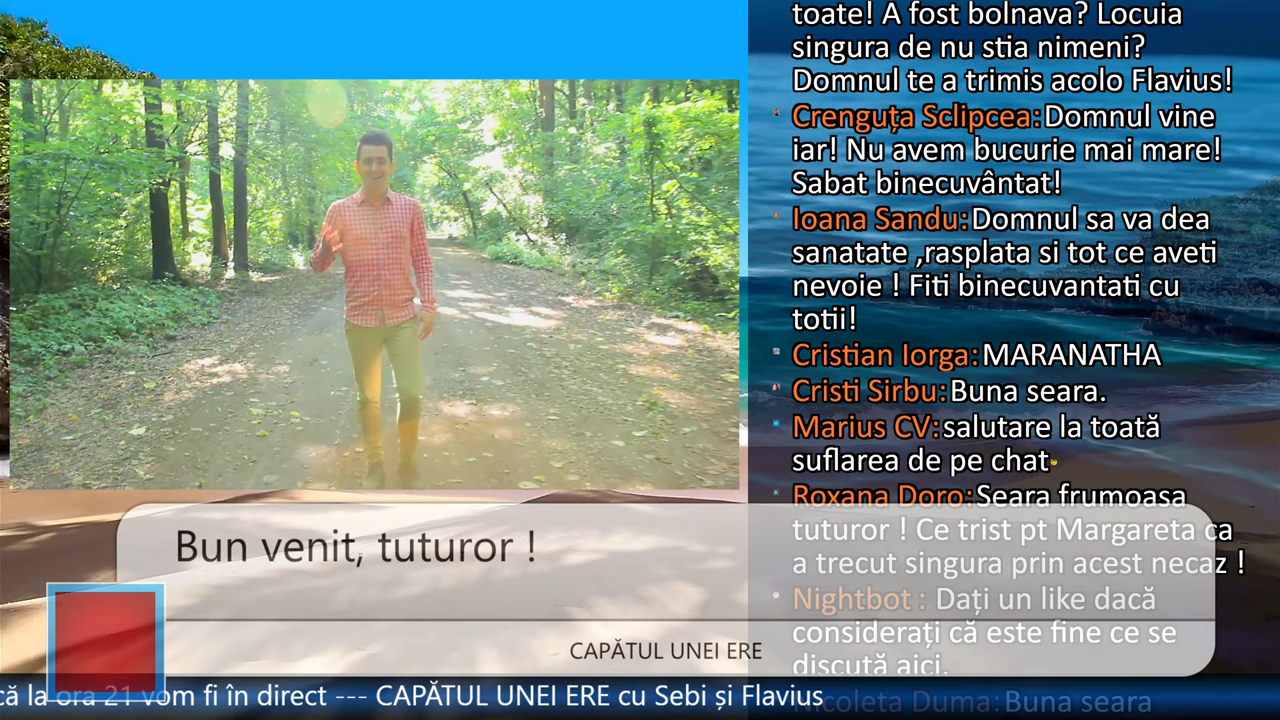 toate! A fost bolnava? Locuia
singura de nu stia nimeni?
Domnul te a trimis acolo Flavius!
Crenguța Sclipcea: Domnul vine
iar! Nu avem bucurie mai mare!
Sabat binecuvântat!
Ioana Sandu: Domnul sa va dea
sanatate ,rasplata si tot ce aveti
nevoie ! Fiti binecuvantati cu
totii!
Cristian Iorga: MARANATHA
Cristi Sirbu: Buna seara.
Marius CV: salutare la toată
suflarea de pe chat
Roxana Doro: Seara frumoasa
tuturor ! Ce trist pt Margareta ca
a trecut singura prin acest necaz !
Nightbot : Dați un like dacă
considerați că este fine ce se
discută aici.
Nicoleta Duma: Buna seara
Bun venit, tuturor !
CAPĂTUL UNEI ERE
că la ora 21 vom fi în direct --- CAPĂTUL UNEI ERE cu Sebi și Flavius